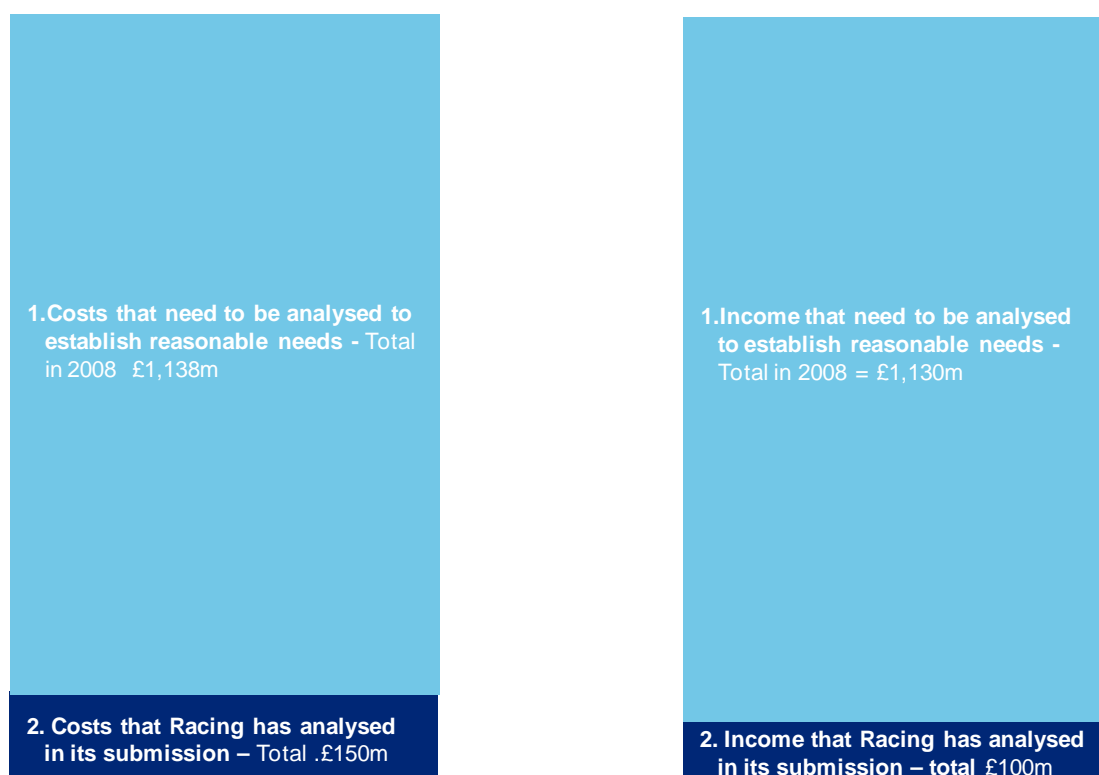 1.Costs that need to be analysed to
establish reasonable needs - Total
in 2008 £1,138m
2. Costs that Racing has analysed
in its submission – Total .£150m
1.Income that need to be analysed
to establish reasonable needs -
Total in 2008 = £1,130m
2. Income that Racing has analysed
in its submission – total £100m